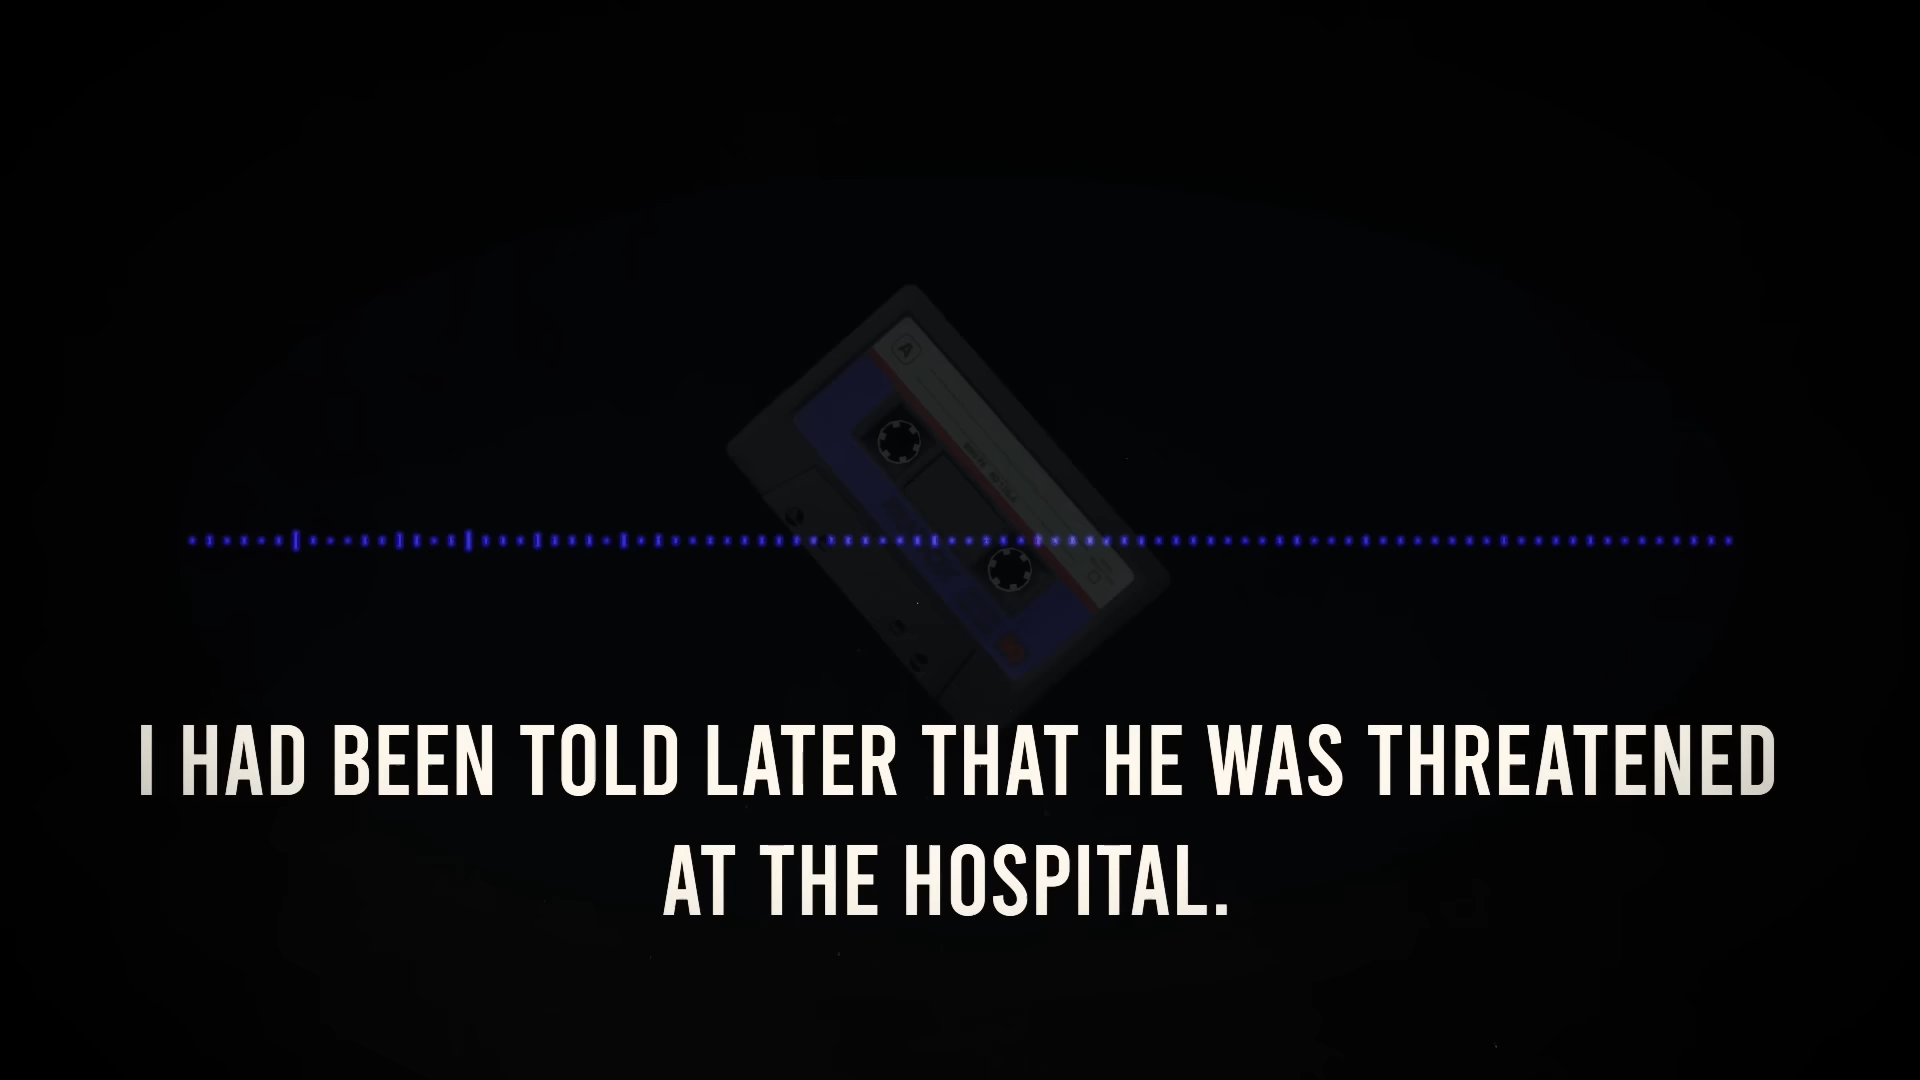 A
I HAD BEEN TOLD LATER THAT HE WAS THREATENED
AT THE HOSPITAL.